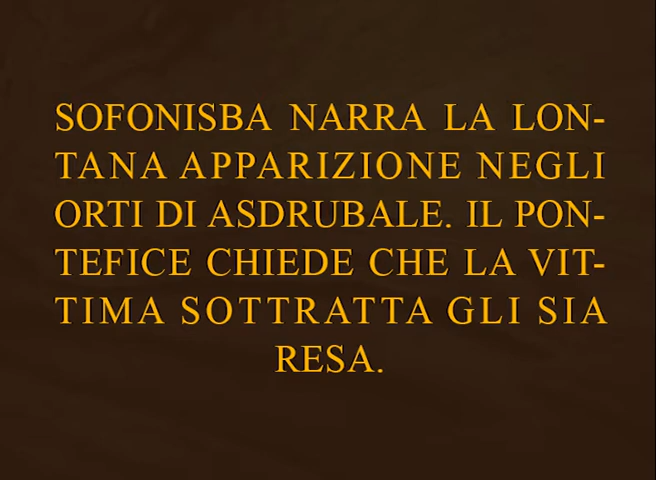 SOFONISBA NARRA LA LON-
TANA APPARIZIONE NEGLI
ORTI DI ASDRUBALE. IL PON-
TEFICE CHIEDE CHE LA VIT-
TIMA SOTTRATTA GLI SIA
RESA.